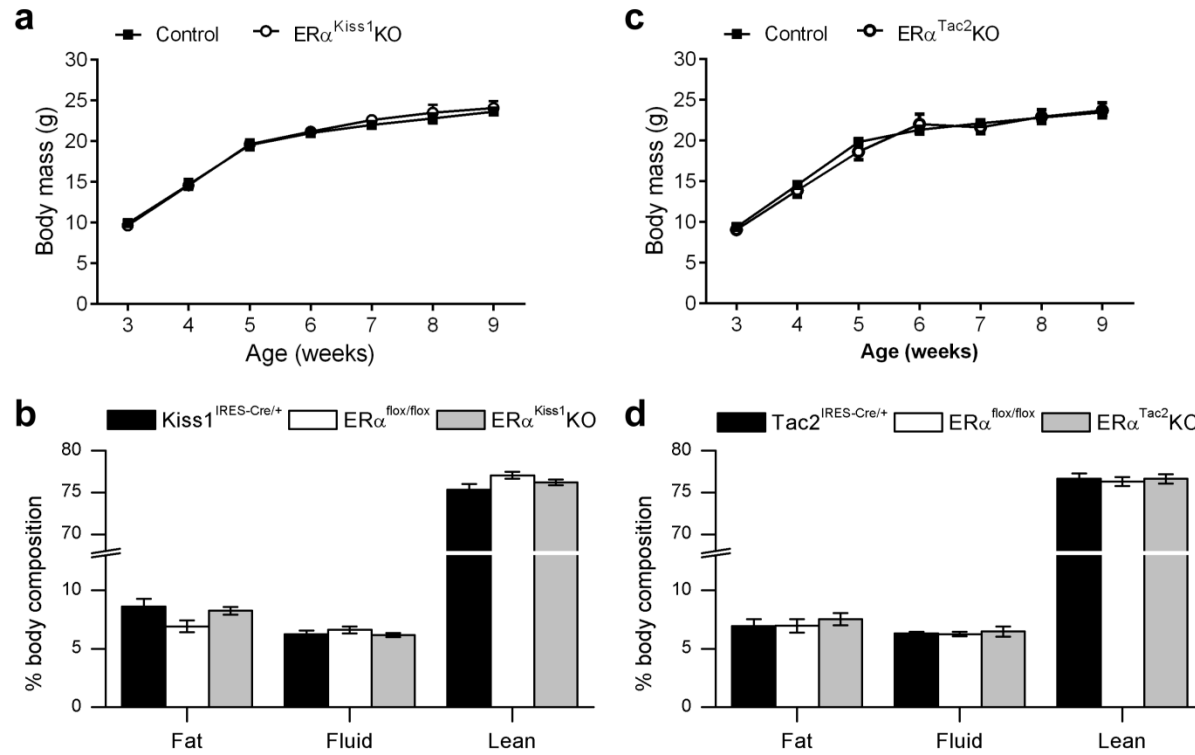 a
Control ERα^Kiss1KO
Body mass (g)
30
25
20
15
10
5
0
3 4 5 6 7 8 9
Age (weeks)
c
Control ERα^Tac2KO
Body mass (g)
30
25
20
15
10
5
0
3 4 5 6 7 8 9
Age (weeks)
b
Kiss1^IRES-Cre/+ ERα^flox/flox ERα^Kiss1KO
% body composition
80
75
70
10
5
0
Fat Fluid Lean
d
Tac2^IRES-Cre/+ ERα^flox/flox ERα^Tac2KO
% body composition
80
75
70
10
5
0
Fat Fluid Lean